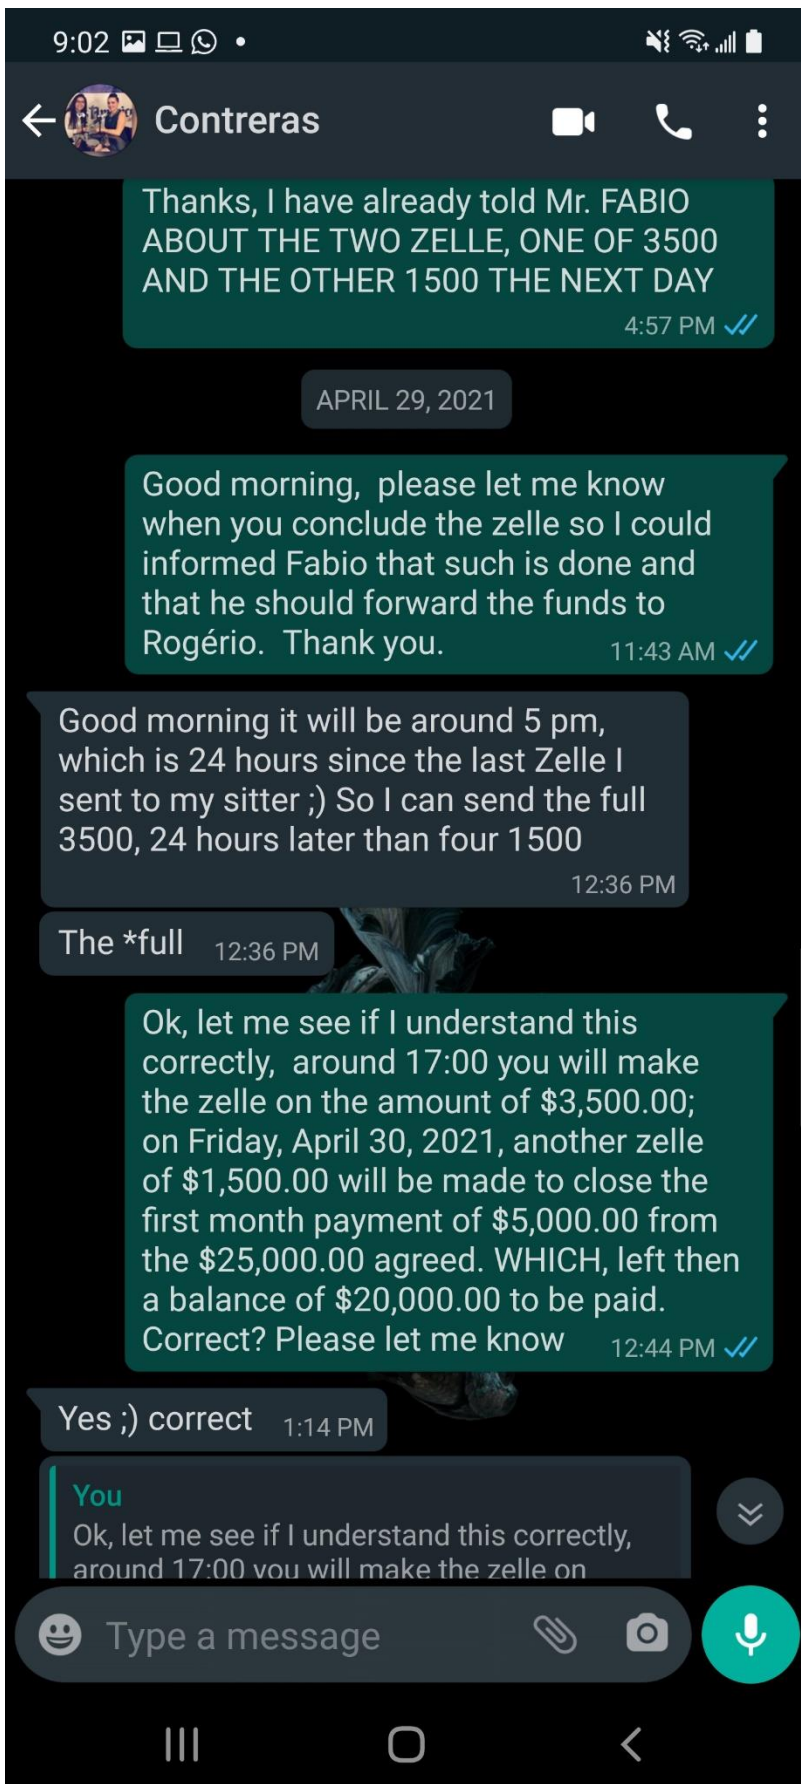 9:02
Contreras
Thanks, I have already told Mr. FABIO
ABOUT THE TWO ZELLE, ONE OF 3500
AND THE OTHER 1500 THE NEXT DAY
4:57 PM
APRIL 29, 2021
Good morning,  please let me know
when you conclude the zelle so I could
informed Fabio that such is done and
that he should forward the funds to
Rogério.  Thank you.
11:43 AM
Good morning it will be around 5 pm,
which is 24 hours since the last Zelle I
sent to my sitter ;) So I can send the full
3500, 24 hours later than four 1500
12:36 PM
The *full
12:36 PM
Ok, let me see if I understand this
correctly,  around 17:00 you will make
the zelle on the amount of $3,500.00;
on Friday, April 30, 2021, another zelle
of $1,500.00 will be made to close the
first month payment of $5,000.00 from
the $25,000.00 agreed. WHICH, left then
a balance of $20,000.00 to be paid.
Correct? Please let me know
12:44 PM
Yes ;) correct
1:14 PM
You
Ok, let me see if I understand this correctly,
around 17:00 you will make the zelle on
Type a message